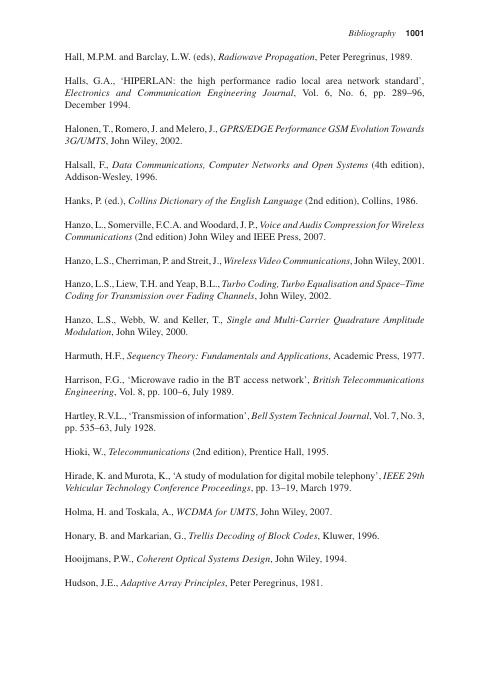 Bibliography 1001
Hall, M.P.M. and Barclay, L.W. (eds), Radiowave Propagation, Peter Peregrinus, 1989.
Halls, G.A., ‘HIPERLAN: the high performance radio local area network standard’,
Electronics and Communication Engineering Journal, Vol. 6, No. 6, pp. 289–96,
December 1994.
Halonen, T., Romero, J. and Melero, J., GPRS/EDGE Performance GSM Evolution Towards
3G/UMTS, John Wiley, 2002.
Halsall, F., Data Communications, Computer Networks and Open Systems (4th edition),
Addison-Wesley, 1996.
Hanks, P. (ed.), Collins Dictionary of the English Language (2nd edition), Collins, 1986.
Hanzo, L., Somerville, F.C.A. and Woodard, J. P., Voice and Audis Compression for Wireless
Communications (2nd edition) John Wiley and IEEE Press, 2007.
Hanzo, L.S., Cherriman, P. and Streit, J., Wireless Video Communications, John Wiley, 2001.
Hanzo, L.S., Liew, T.H. and Yeap, B.L., Turbo Coding, Turbo Equalisation and Space–Time
Coding for Transmission over Fading Channels, John Wiley, 2002.
Hanzo, L.S., Webb, W. and Keller, T., Single and Multi-Carrier Quadrature Amplitude
Modulation, John Wiley, 2000.
Harmuth, H.F., Sequency Theory: Fundamentals and Applications, Academic Press, 1977.
Harrison, F.G., ‘Microwave radio in the BT access network’, British Telecommunications
Engineering, Vol. 8, pp. 100–6, July 1989.
Hartley, R.V.L., ‘Transmission of information’, Bell System Technical Journal, Vol. 7, No. 3,
pp. 535–63, July 1928.
Hioki, W., Telecommunications (2nd edition), Prentice Hall, 1995.
Hirade, K. and Murota, K., ‘A study of modulation for digital mobile telephony’, IEEE 29th
Vehicular Technology Conference Proceedings, pp. 13–19, March 1979.
Holma, H. and Toskala, A., WCDMA for UMTS, John Wiley, 2007.
Honary, B. and Markarian, G., Trellis Decoding of Block Codes, Kluwer, 1996.
Hooijmans, P.W., Coherent Optical Systems Design, John Wiley, 1994.
Hudson, J.E., Adaptive Array Principles, Peter Peregrinus, 1981.